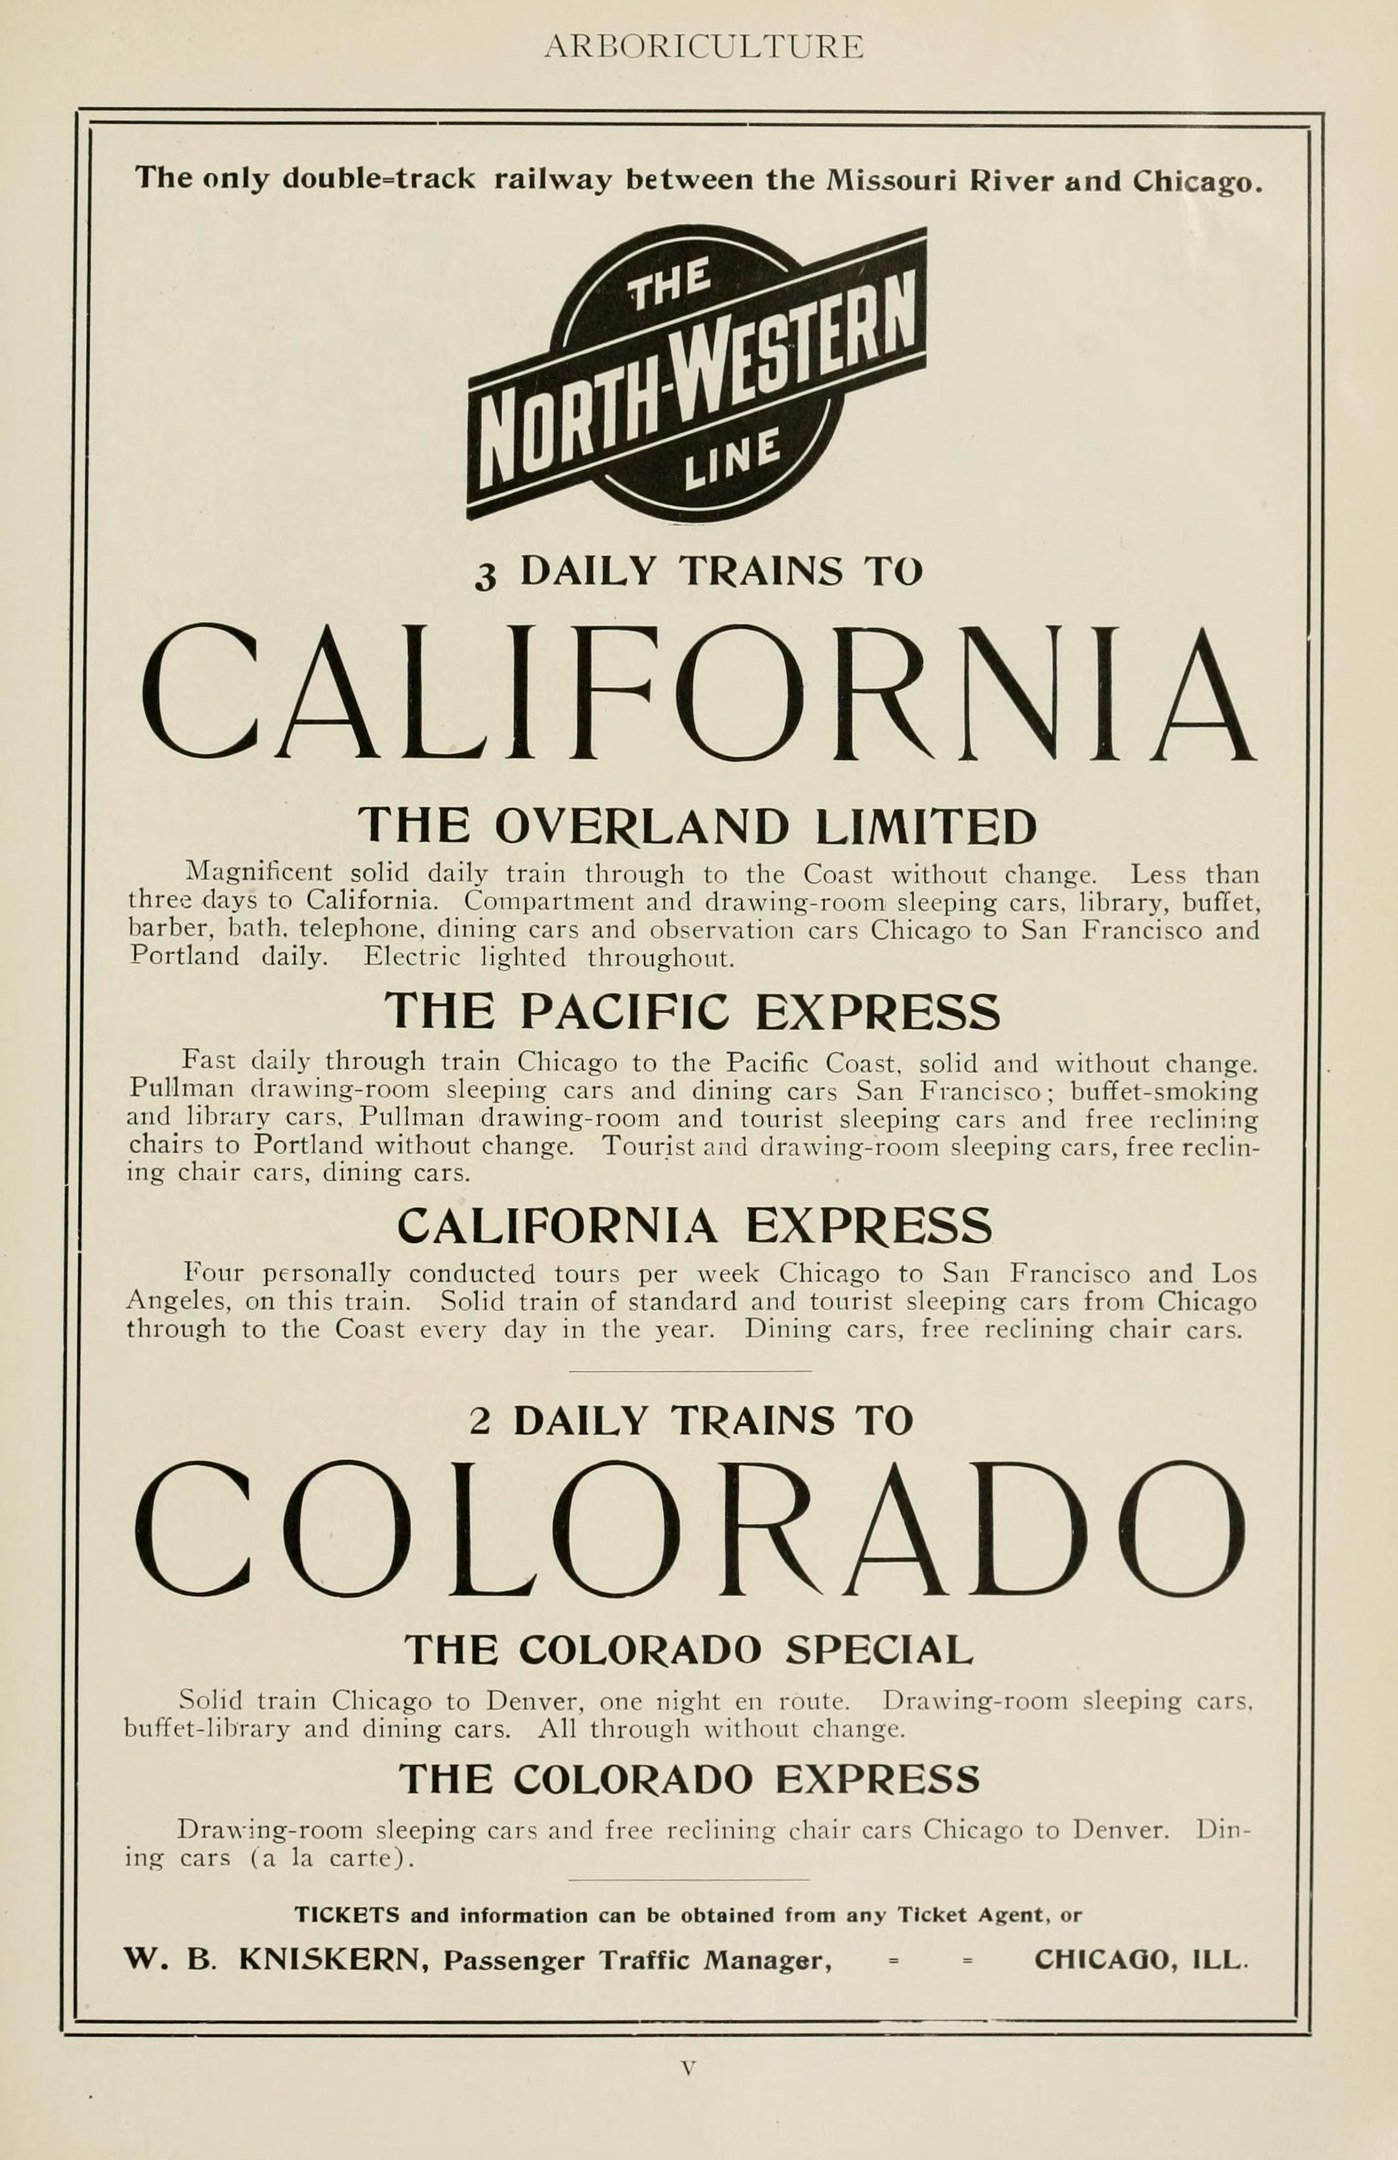 ARBORICULTURE
The only double=track railway between the Missouri River and Chicago.
THE
NORTH-WESTERN
LINE
3 DAILY TRAINS TO
CALIFORNIA
THE OVERLAND LIMITED
Magnificent solid daily train through to the Coast without change. Less than
three days to California. Compartment and drawing-room sleeping cars, library, buffet,
barber, bath, telephone, dining cars and observation cars Chicago to San Francisco and
Portland daily. Electric lighted throughout.
THE PACIFIC EXPRESS
Fast daily through train Chicago to the Pacific Coast, solid and without change.
Pullman drawing-room sleeping cars and dining cars San Francisco; buffet-smoking
and library cars, Pullman drawing-room and tourist sleeping cars and free reclining
chairs to Portland without change. Tourist and drawing-room sleeping cars, free reclin-
ing chair cars, dining cars.
CALIFORNIA EXPRESS
Four personally conducted tours per week Chicago to San Francisco and Los
Angeles, on this train. Solid train of standard and tourist sleeping cars from Chicago
through to the Coast every day in the year. Dining cars, free reclining chair cars.
2 DAILY TRAINS TO
COLORADO
THE COLORADO SPECIAL
Solid train Chicago to Denver, one night en route. Drawing-room sleeping cars,
buffet-library and dining cars. All through without change.
THE COLORADO EXPRESS
Drawing-room sleeping cars and free reclining chair cars Chicago to Denver. Din-
ing cars (a la carte).
TICKETS and information can be obtained from any Ticket Agent, or
W. B. KNISKERN, Passenger Traffic Manager, = = CHICAGO, ILL.
v